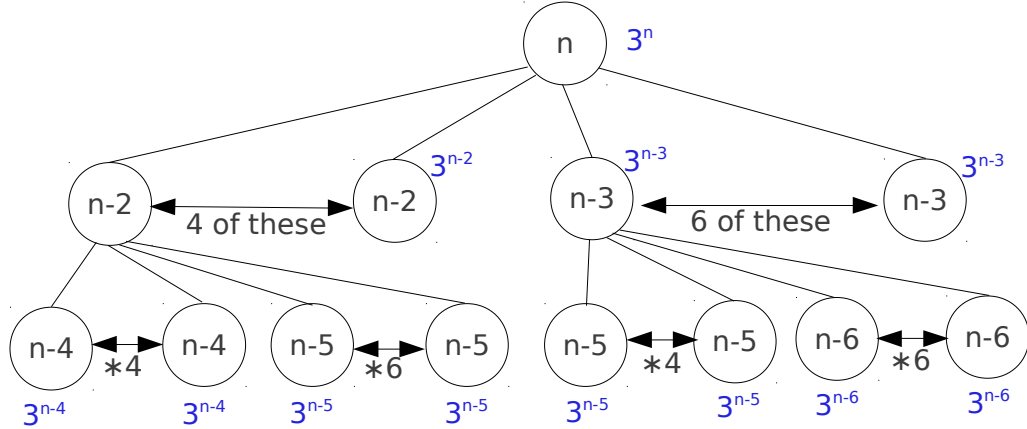 n 3ⁿ
n-2 4 of these n-2 3ⁿ⁻² n-3 3ⁿ⁻³ 6 of these n-3 3ⁿ⁻³
n-4 ∗4 n-4 n-5 ∗6 n-5 n-5 ∗4 n-5 n-6 ∗6 n-6
3ⁿ⁻⁴ 3ⁿ⁻⁴ 3ⁿ⁻⁵ 3ⁿ⁻⁵ 3ⁿ⁻⁵ 3ⁿ⁻⁵ 3ⁿ⁻⁶ 3ⁿ⁻⁶